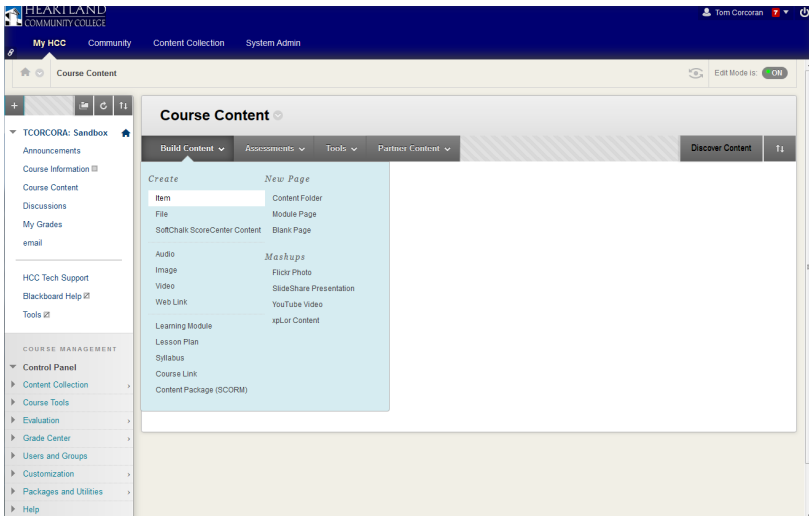 HEARTLAND
COMMUNITY COLLEGE
Tom Corcoran 7
My HCC Community Content Collection System Admin
Course Content
Edit Mode is: ON
TCORCORA: Sandbox
Announcements
Course Information
Course Content
Discussions
My Grades
email
HCC Tech Support
Blackboard Help
Tools
COURSE MANAGEMENT
Control Panel
Content Collection
Course Tools
Evaluation
Grade Center
Users and Groups
Customization
Packages and Utilities
Help
Course Content
Build Content Assessments Tools Partner Content Discover Content
Create
Item
File
SoftChalk ScoreCenter Content
Audio
Image
Video
Web Link
Learning Module
Lesson Plan
Syllabus
Course Link
Content Package (SCORM)
New Page
Content Folder
Module Page
Blank Page
Mashups
Flickr Photo
SlideShare Presentation
YouTube Video
xpLor Content